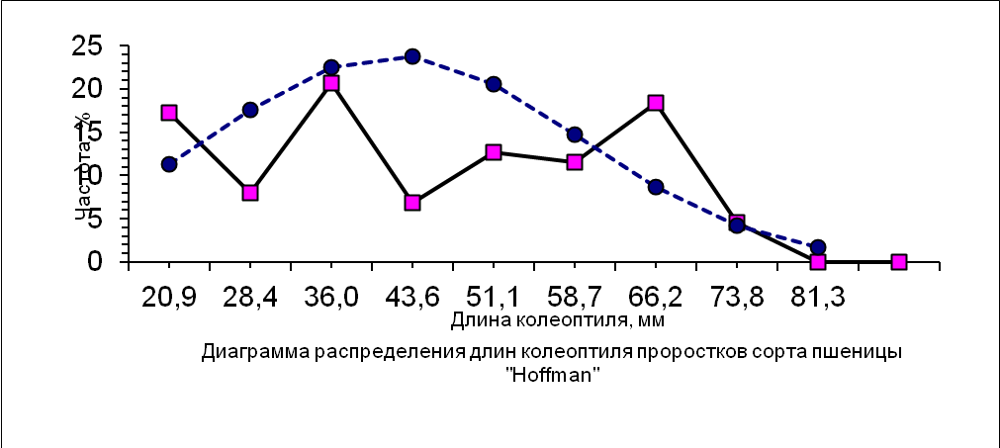 25
20
15
10
5
0
Частота, %
20,9 28,4 36,0 43,6 51,1 58,7 66,2 73,8 81,3
Длина колеоптиля, мм
Диаграмма распределения длин колеоптиля проростков сорта пшеницы
"Hoffman"